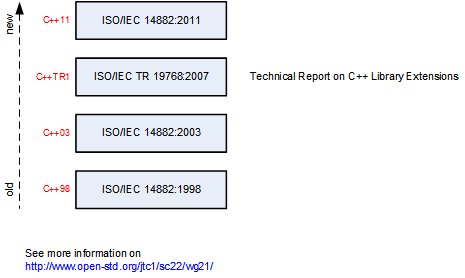 new
C++11 ISO/IEC 14882:2011
C++TR1 ISO/IEC TR 19768:2007 Technical Report on C++ Library Extensions
C++03 ISO/IEC 14882:2003
C++98 ISO/IEC 14882:1998
old
See more information on
http://www.open-std.org/jtc1/sc22/wg21/